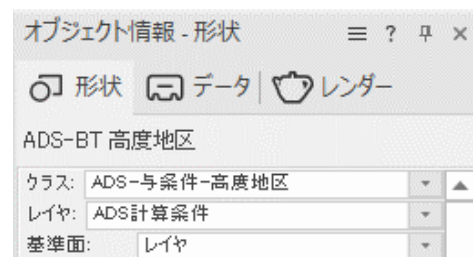 オブジェクト情報 - 形状
形状 データ レンダー
ADS-BT 高度地区
クラス: ADS-与条件-高度地区
レイヤ: ADS計算条件
基準面: レイヤ